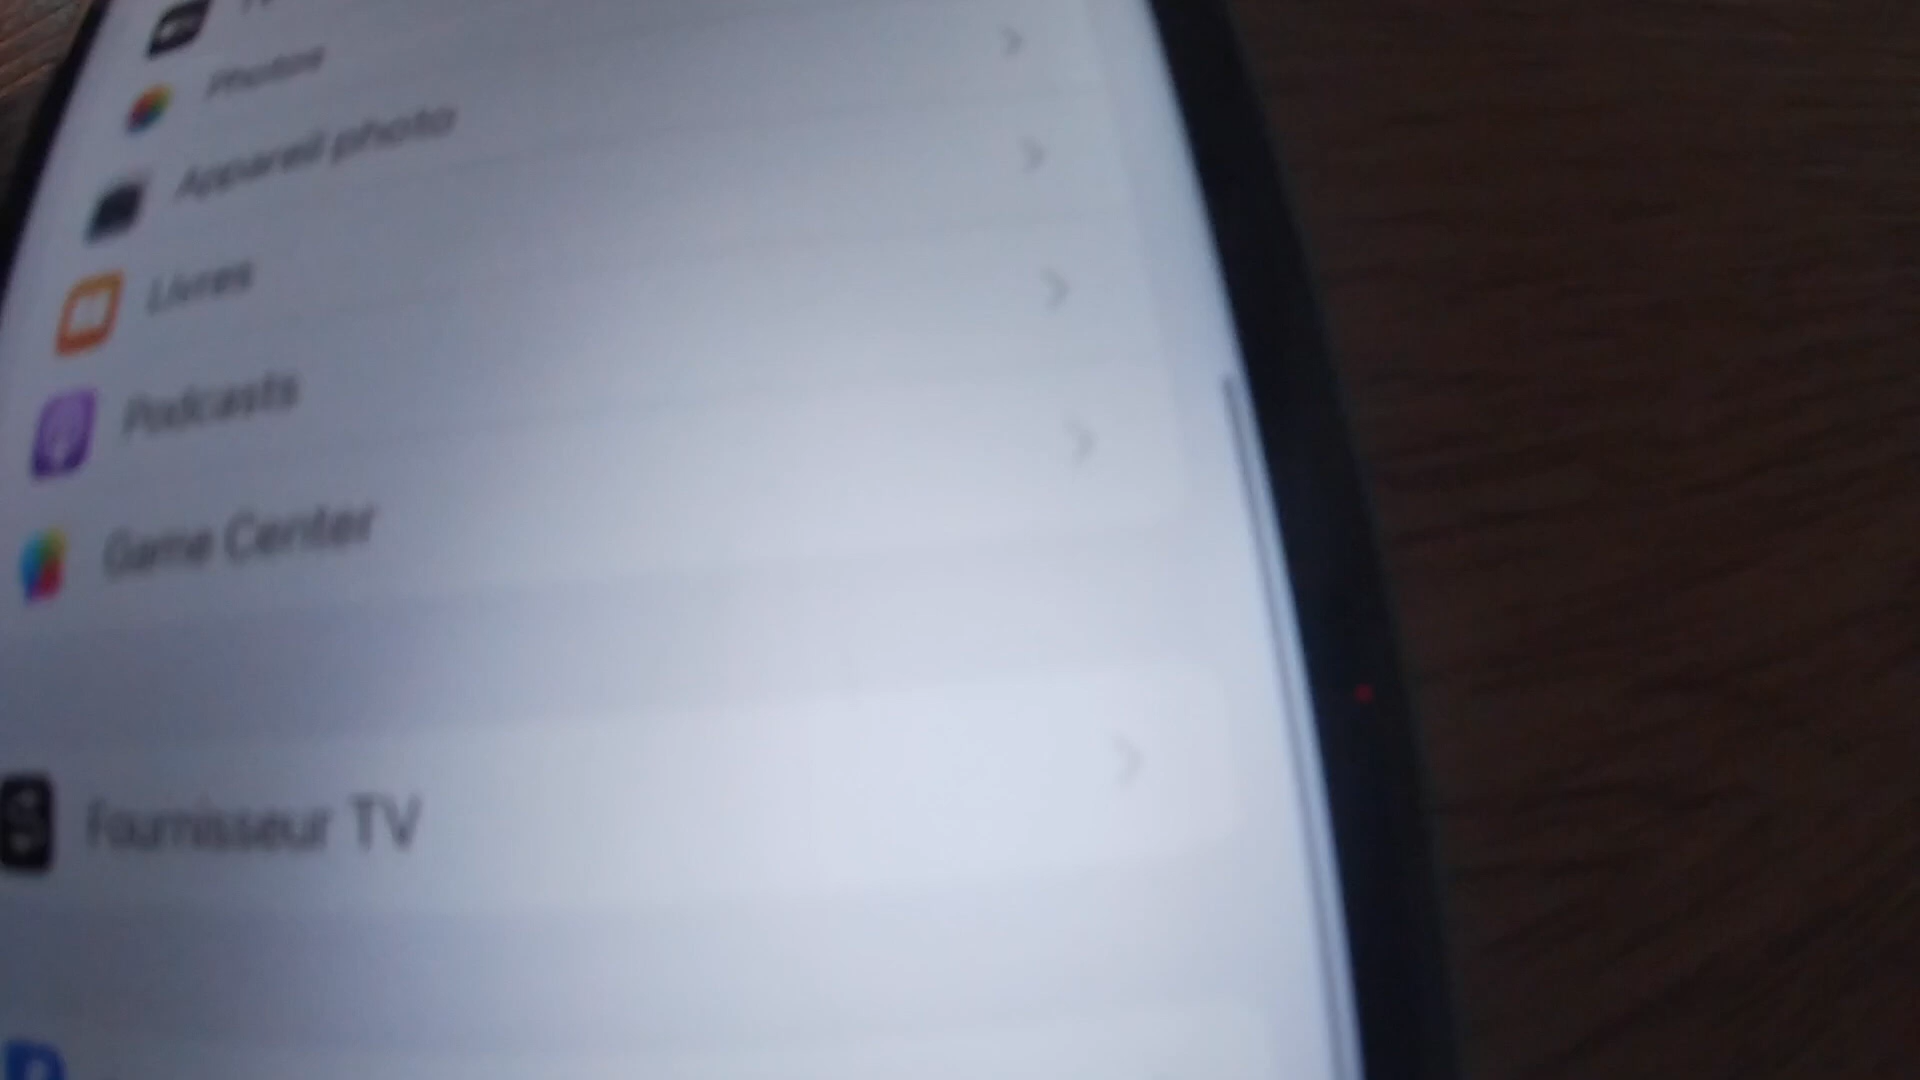 Photos
Appareil photo
Livres
Podcasts
Game Center
Fournisseur TV